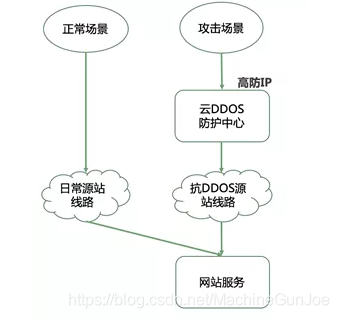 正常场景
攻击场景
高防IP
云DDOS
防护中心
日常源站
线路
抗DDOS源
站线路
网站服务
https://blog.csdn.net/MachineGunJoe